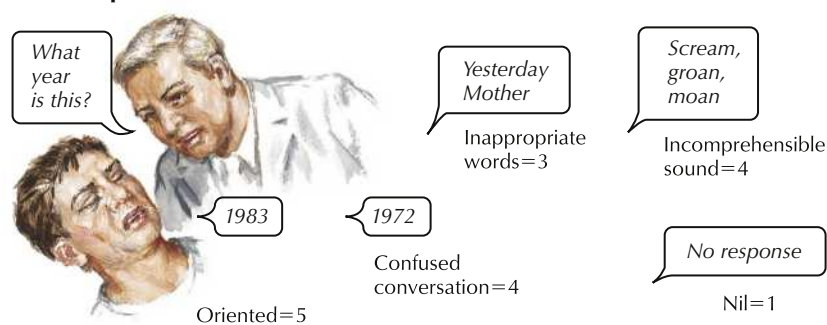 What
year
is this?
Yesterday
Mother
Scream,
groan,
moan
Inappropriate
words=3
Incomprehensible
sound=4
1983
1972
No response
Confused
conversation=4
Oriented=5
Nil=1